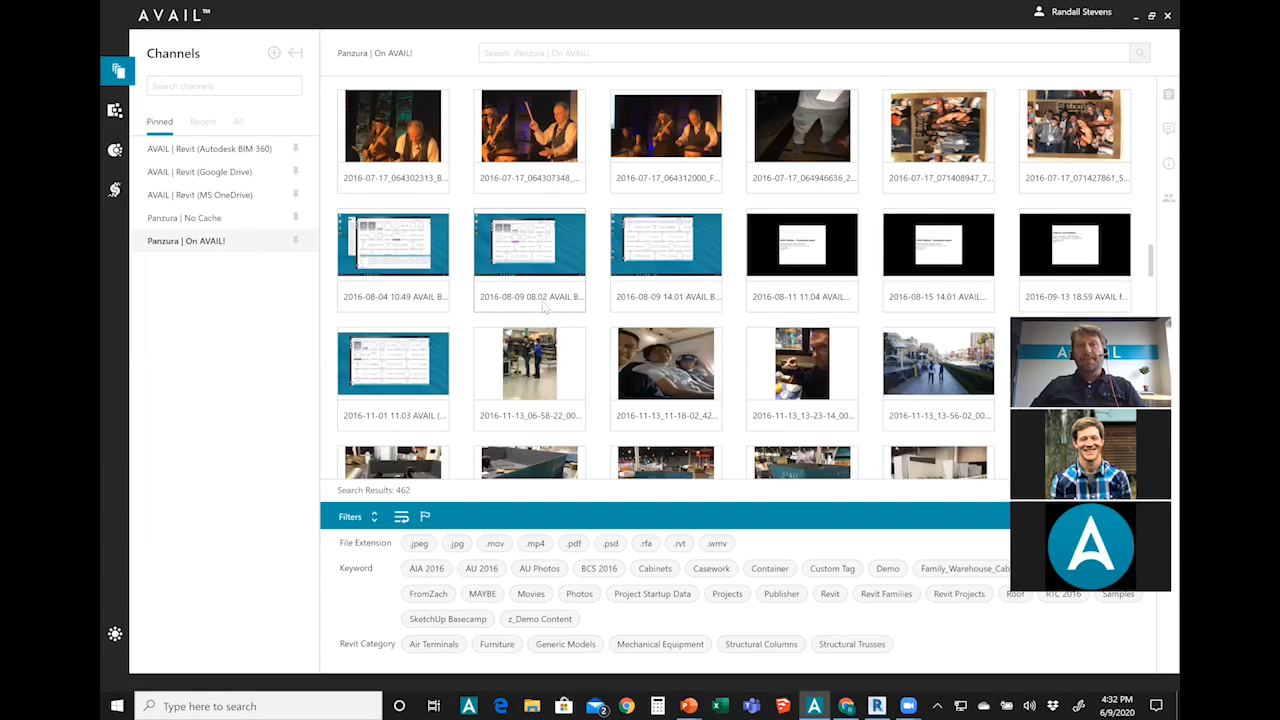 AVAIL™
Randall Stevens
Channels
Search channels
Pinned
Recent
All
AVAIL | Revit (Autodesk BIM 360)
AVAIL | Revit (Google Drive)
AVAIL | Revit (MS OneDrive)
Panzura | No Cache
Panzura | On AVAIL!
Panzura | On AVAIL!
Search Panzura | On AVAIL!
2016-07-17_064302313_B...
2016-07-17_064307348_...
2016-07-17_064312000_F...
2016-07-17_064946636_2...
2016-07-17_071408947_7...
2016-07-17_071427861_5...
2016-08-04 10.49 AVAIL B...
2016-08-09 08.02 AVAIL B...
2016-08-09 14.01 AVAIL B...
2016-08-11 11.04 AVAIL...
2016-08-15 14.01 AVAIL...
2016-09-13 18.59 AVAIL f...
2016-11-01 11.03 AVAIL (...
2016-11-13_06-58-22_00...
2016-11-13_11-18-02_42...
2016-11-13_13-23-14_00...
2016-11-13_13-56-02_00...
AVAIL
Search Results: 462
Filters
File Extension
.jpeg
.jpg
.mov
.mp4
.pdf
.psd
.rfa
.rvt
.wmv
Keyword
AIA 2016
AU 2016
AU Photos
BCS 2016
Cabinets
Casework
Container
Custom Tag
Demo
Family_Warehouse_Cab
FromZach
MAYBE
Movies
Photos
Project Startup Data
Projects
Publisher
Revit
Revit Families
Revit Projects
Roof
RTC 2016
Samples
SketchUp Basecamp
z_Demo Content
Revit Category
Air Terminals
Furniture
Generic Models
Mechanical Equipment
Structural Columns
Structural Trusses
Type here to search
2
4:32 PM
6/9/2020